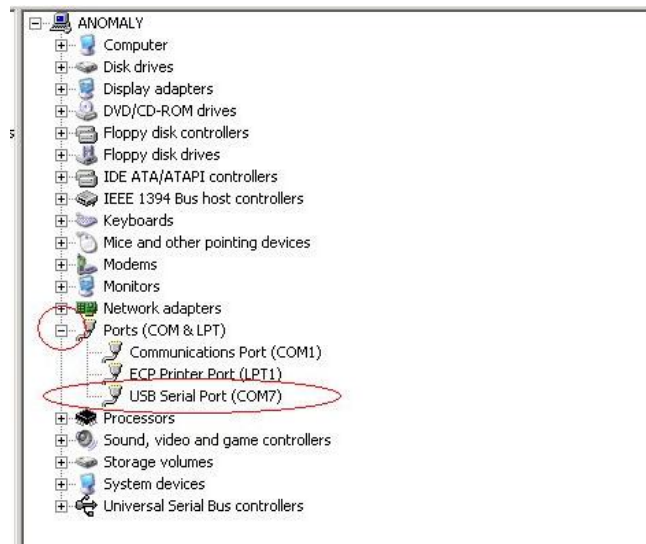 ANOMALY
Computer
Disk drives
Display adapters
DVD/CD-ROM drives
Floppy disk controllers
Floppy disk drives
IDE ATA/ATAPI controllers
IEEE 1394 Bus host controllers
Keyboards
Mice and other pointing devices
Modems
Monitors
Network adapters
Ports (COM & LPT)
Communications Port (COM1)
ECP Printer Port (LPT1)
USB Serial Port (COM7)
Processors
Sound, video and game controllers
Storage volumes
System devices
Universal Serial Bus controllers